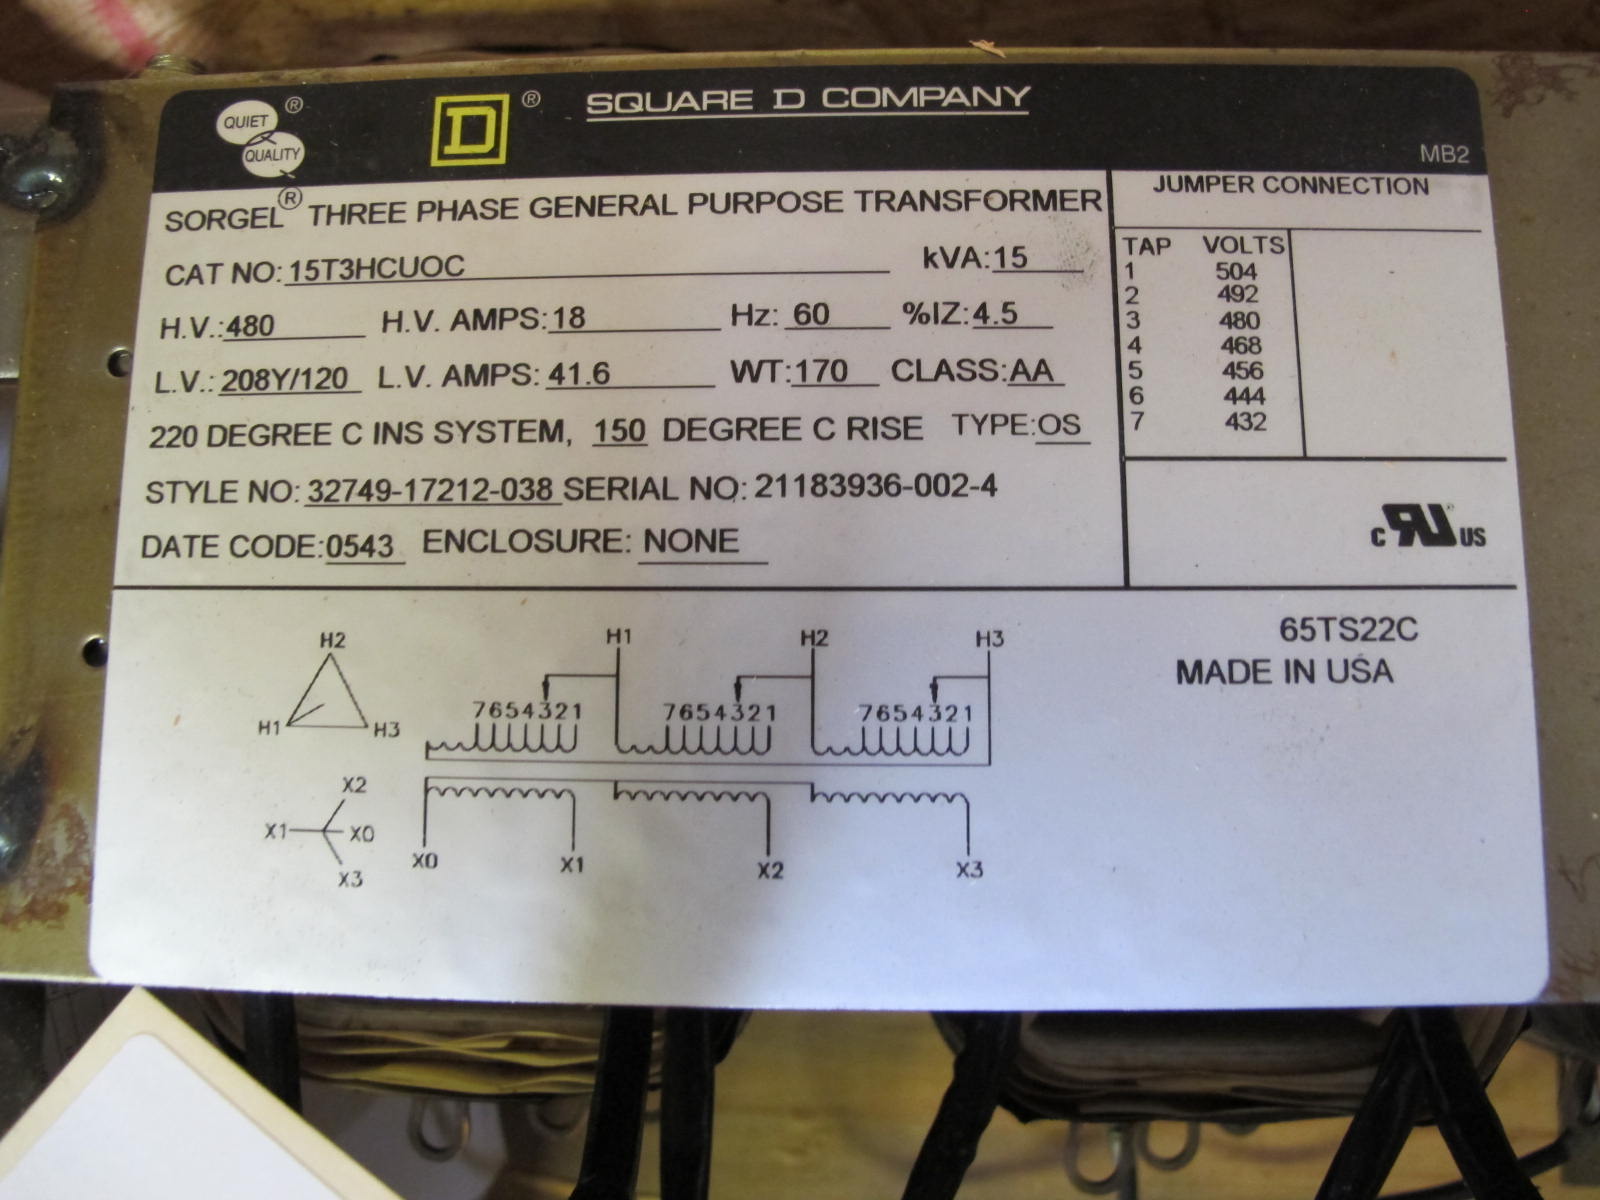 QUIET QUALITY ® D ® SQUARE D COMPANY
MB2
SORGEL® THREE PHASE GENERAL PURPOSE TRANSFORMER
CAT NO: 15T3HCUOC kVA: 15
H.V.: 480 H.V. AMPS: 18 Hz: 60 %IZ: 4.5
L.V.: 208Y/120 L.V. AMPS: 41.6 WT: 170 CLASS: AA
220 DEGREE C INS SYSTEM, 150 DEGREE C RISE TYPE: OS
STYLE NO: 32749-17212-038 SERIAL NO: 21183936-002-4
DATE CODE: 0543 ENCLOSURE: NONE
JUMPER CONNECTION
TAP VOLTS
1 504
2 492
3 480
4 468
5 456
6 444
7 432
c RU ® US
65TS22C
MADE IN USA
H2
H1 H3
H1 H2 H3
7654321 7654321 7654321
X2
X1 X0
X3
X0 X1 X2 X3